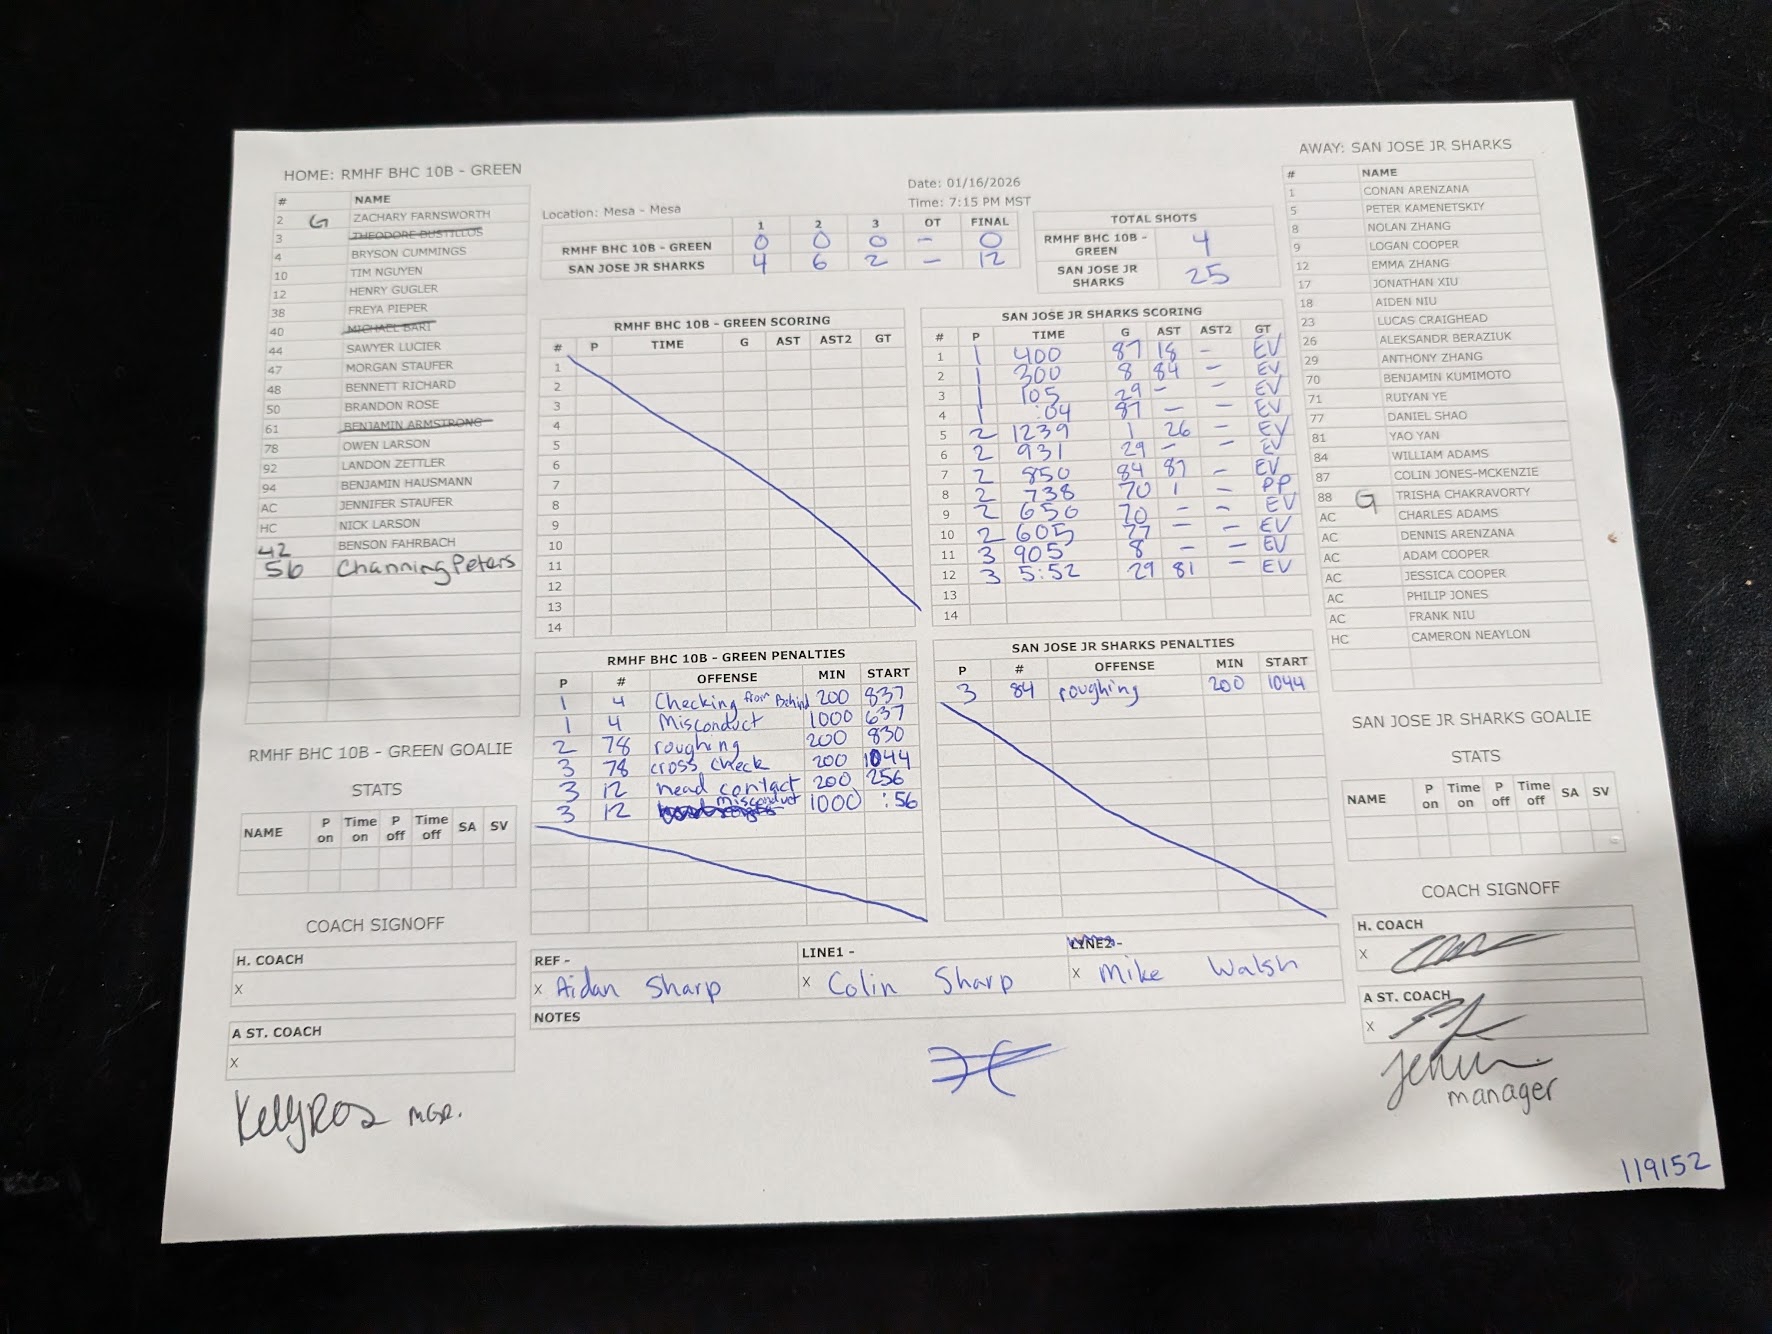 HOME: RMHF BHC 10B - GREEN
# NAME
2 G ZACHARY FARNSWORTH
3 THEODORE BUSTILLOS
4 BRYSON CUMMINGS
10 TIM NGUYEN
12 HENRY GUGLER
38 FREYA PIEPER
40 MICHAEL BARI
44 SAWYER LUCIER
47 MORGAN STAUFER
48 BENNETT RICHARD
50 BRANDON ROSE
61 BENJAMIN ARMSTRONG
78 OWEN LARSON
92 LANDON ZETTLER
94 BENJAMIN HAUSMANN
AC JENNIFER STAUFER
HC NICK LARSON
42 BENSON FAHRBACH
56 Channing Peters
Location: Mesa - Mesa
Date: 01/16/2026
Time: 7:15 PM MST
1 2 3 OT FINAL
RMHF BHC 10B - GREEN 0 0 0 - 0
SAN JOSE JR SHARKS 4 6 2 - 12
TOTAL SHOTS
RMHF BHC 10B - GREEN 4
SAN JOSE JR SHARKS 25
RMHF BHC 10B - GREEN SCORING
# P TIME G AST AST2 GT
1
2
3
4
5
6
7
8
9
10
11
12
13
14
SAN JOSE JR SHARKS SCORING
# P TIME G AST AST2 GT
1 1 400 87 18 - EV
2 1 300 8 84 - EV
3 1 105 29 - - EV
4 1 :04 87 - - EV
5 2 1239 1 26 - EV
6 2 931 29 - - EV
7 2 850 84 87 - EV
8 2 738 70 1 - PP
9 2 650 70 - - EV
10 2 605 77 - - EV
11 3 905 8 - - EV
12 3 5:52 29 81 - EV
13
14
RMHF BHC 10B - GREEN PENALTIES
P # OFFENSE MIN START
1 4 Checking from Behind 200 837
1 4 Misconduct 1000 637
2 78 roughing 200 830
3 78 cross check 200 1044
3 12 head contact 200 256
3 12 misconduct 1000 :56
SAN JOSE JR SHARKS PENALTIES
P # OFFENSE MIN START
3 84 roughing 200 1044
AWAY: SAN JOSE JR SHARKS
# NAME
1 CONAN ARENZANA
5 PETER KAMENETSKIY
8 NOLAN ZHANG
9 LOGAN COOPER
12 EMMA ZHANG
17 JONATHAN XIU
18 AIDEN NIU
23 LUCAS CRAIGHEAD
26 ALEKSANDR BERAZIUK
29 ANTHONY ZHANG
70 BENJAMIN KUMIMOTO
71 RUIYAN YE
77 DANIEL SHAO
81 YAO YAN
84 WILLIAM ADAMS
87 COLIN JONES-MCKENZIE
88 G TRISHA CHAKRAVORTY
AC CHARLES ADAMS
AC DENNIS ARENZANA
AC ADAM COOPER
AC JESSICA COOPER
AC PHILIP JONES
AC FRANK NIU
HC CAMERON NEAYLON
RMHF BHC 10B - GREEN GOALIE
STATS
NAME P on Time on P off Time off SA SV
COACH SIGNOFF
H. COACH
X
A ST. COACH
X
Kelly Ros MGR.
REF -
X Aidan Sharp
LINE1 -
X Colin Sharp
LINE2 -
X Mike Walsh
NOTES
SAN JOSE JR SHARKS GOALIE
STATS
NAME P on Time on P off Time off SA SV
COACH SIGNOFF
H. COACH
X
A ST. COACH
X
manager
119152